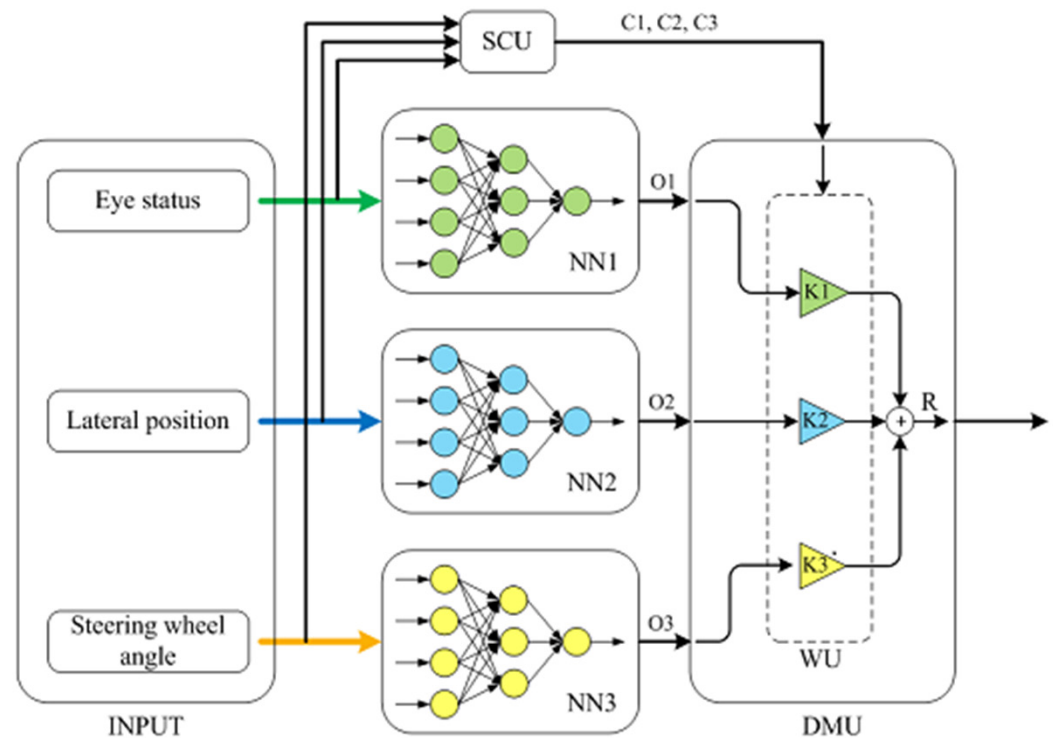 SCU
C1, C2, C3
Eye status
O1
NN1
K1
Lateral position
O2
K2
+
R
NN2
Steering wheel
angle
O3
K3
WU
NN3
INPUT
DMU